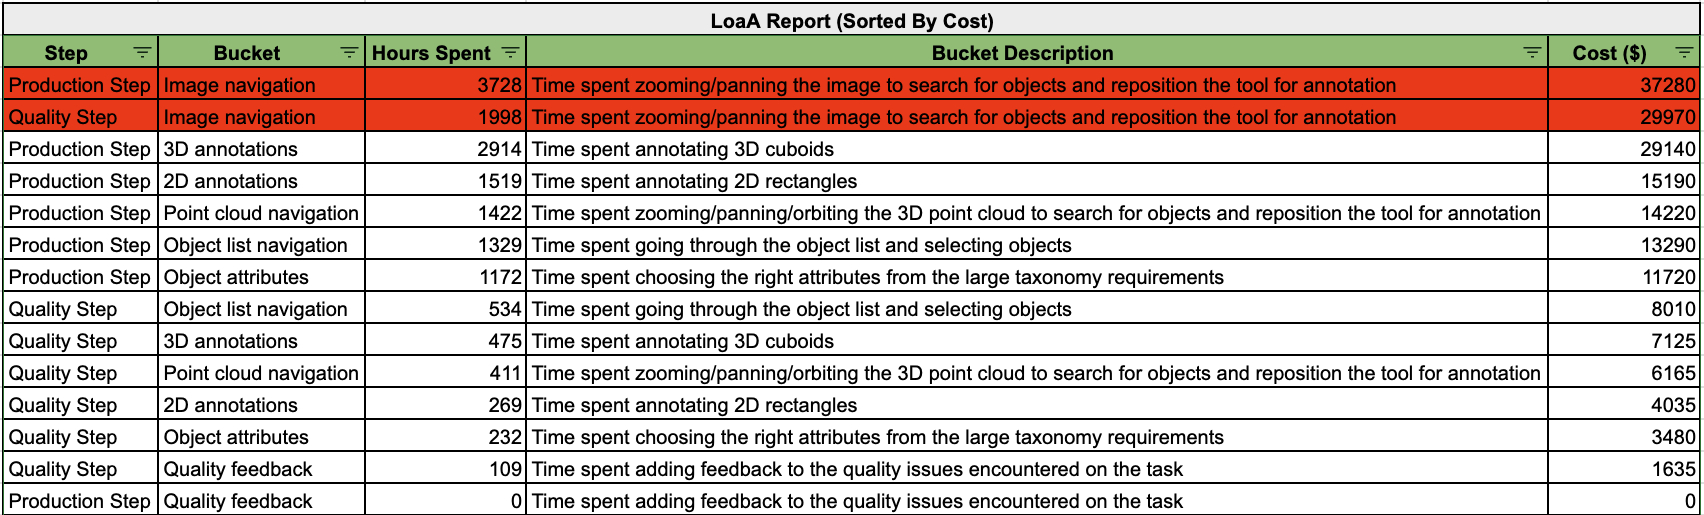 LoaA Report (Sorted By Cost)
Step Bucket Hours Spent Bucket Description Cost ($)
Production Step Image navigation 3728 Time spent zooming/panning the image to search for objects and reposition the tool for annotation 37280
Quality Step Image navigation 1998 Time spent zooming/panning the image to search for objects and reposition the tool for annotation 29970
Production Step 3D annotations 2914 Time spent annotating 3D cuboids 29140
Production Step 2D annotations 1519 Time spent annotating 2D rectangles 15190
Production Step Point cloud navigation 1422 Time spent zooming/panning/orbiting the 3D point cloud to search for objects and reposition the tool for annotation 14220
Production Step Object list navigation 1329 Time spent going through the object list and selecting objects 13290
Production Step Object attributes 1172 Time spent choosing the right attributes from the large taxonomy requirements 11720
Quality Step Object list navigation 534 Time spent going through the object list and selecting objects 8010
Quality Step 3D annotations 475 Time spent annotating 3D cuboids 7125
Quality Step Point cloud navigation 411 Time spent zooming/panning/orbiting the 3D point cloud to search for objects and reposition the tool for annotation 6165
Quality Step 2D annotations 269 Time spent annotating 2D rectangles 4035
Quality Step Object attributes 232 Time spent choosing the right attributes from the large taxonomy requirements 3480
Quality Step Quality feedback 109 Time spent adding feedback to the quality issues encountered on the task 1635
Production Step Quality feedback 0 Time spent adding feedback to the quality issues encountered on the task 0